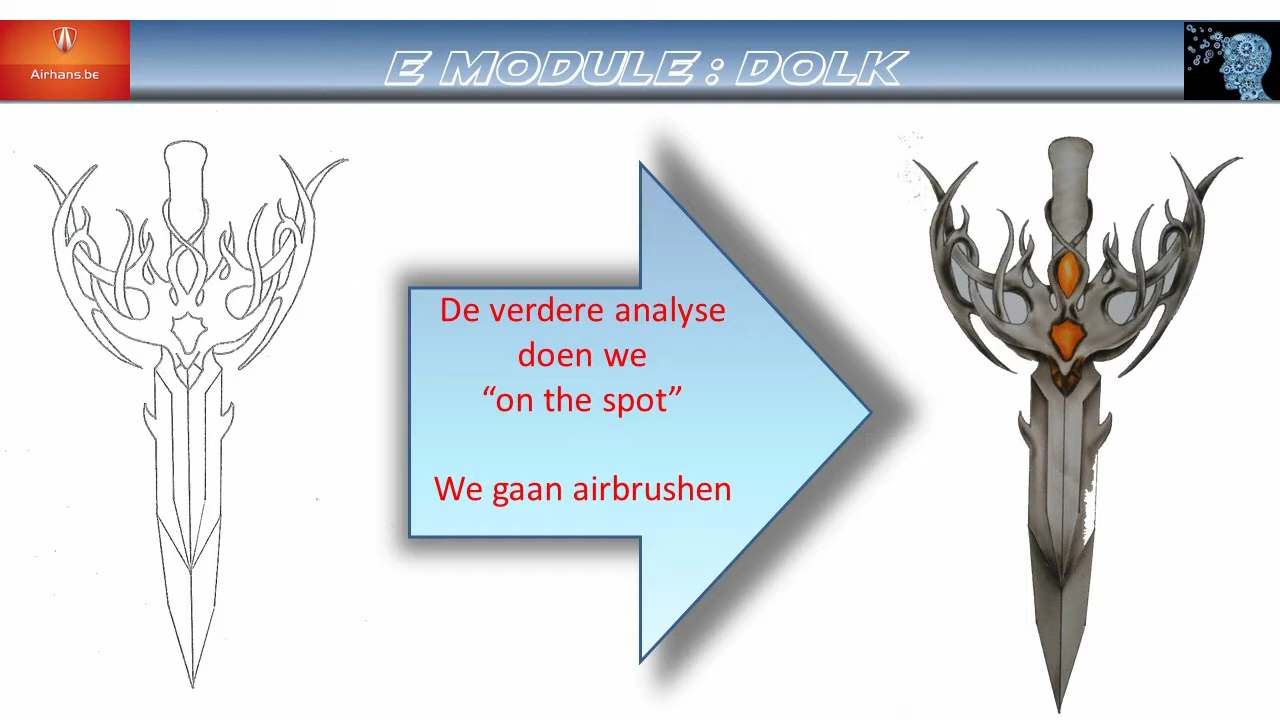 Airhans.be
E MODULE : DOLK
De verdere analyse
doen we
“on the spot”
We gaan airbrushen